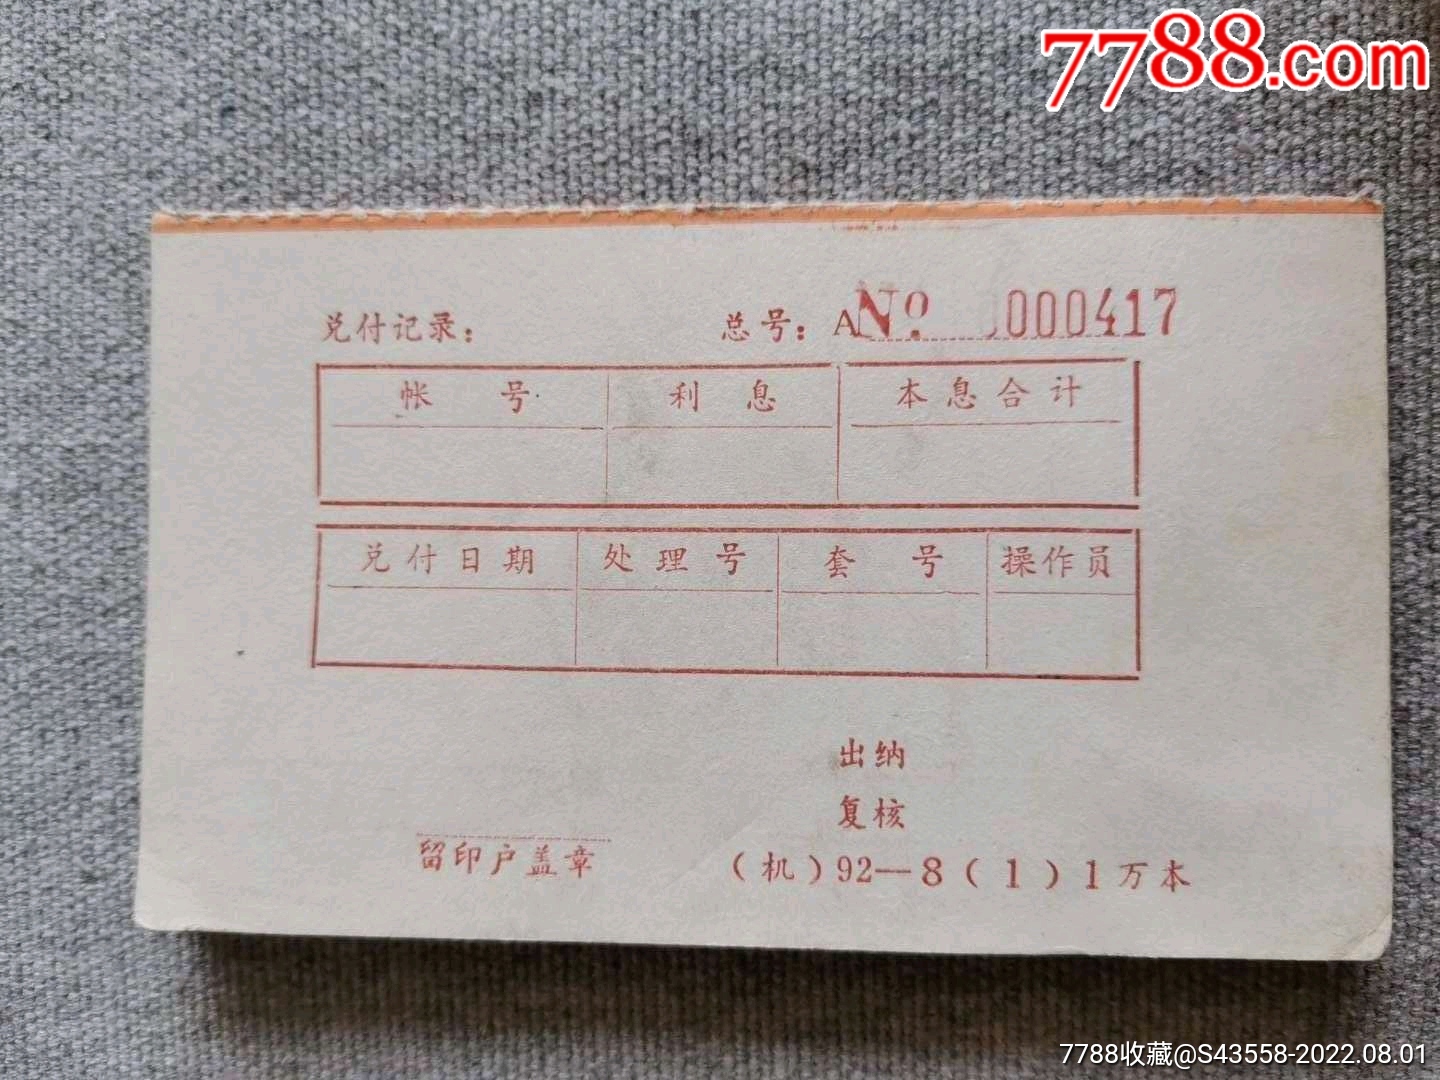 7788.com
兑付记录： 总号：A№ 0000417
帐号 利息 本息合计
兑付日期 处理号 套号 操作员
出纳
复核
留印户盖章
（机）92—8（1）1万本
7788收藏@S43558-2022.08.01